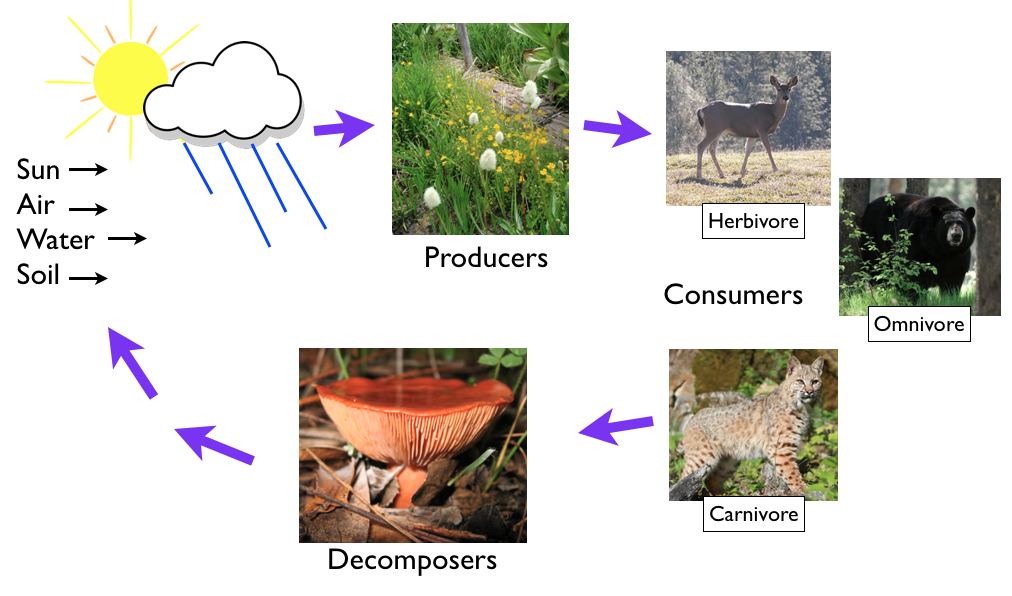 Sun
Air
Water
Soil
Producers
Herbivore
Omnivore
Consumers
Carnivore
Decomposers